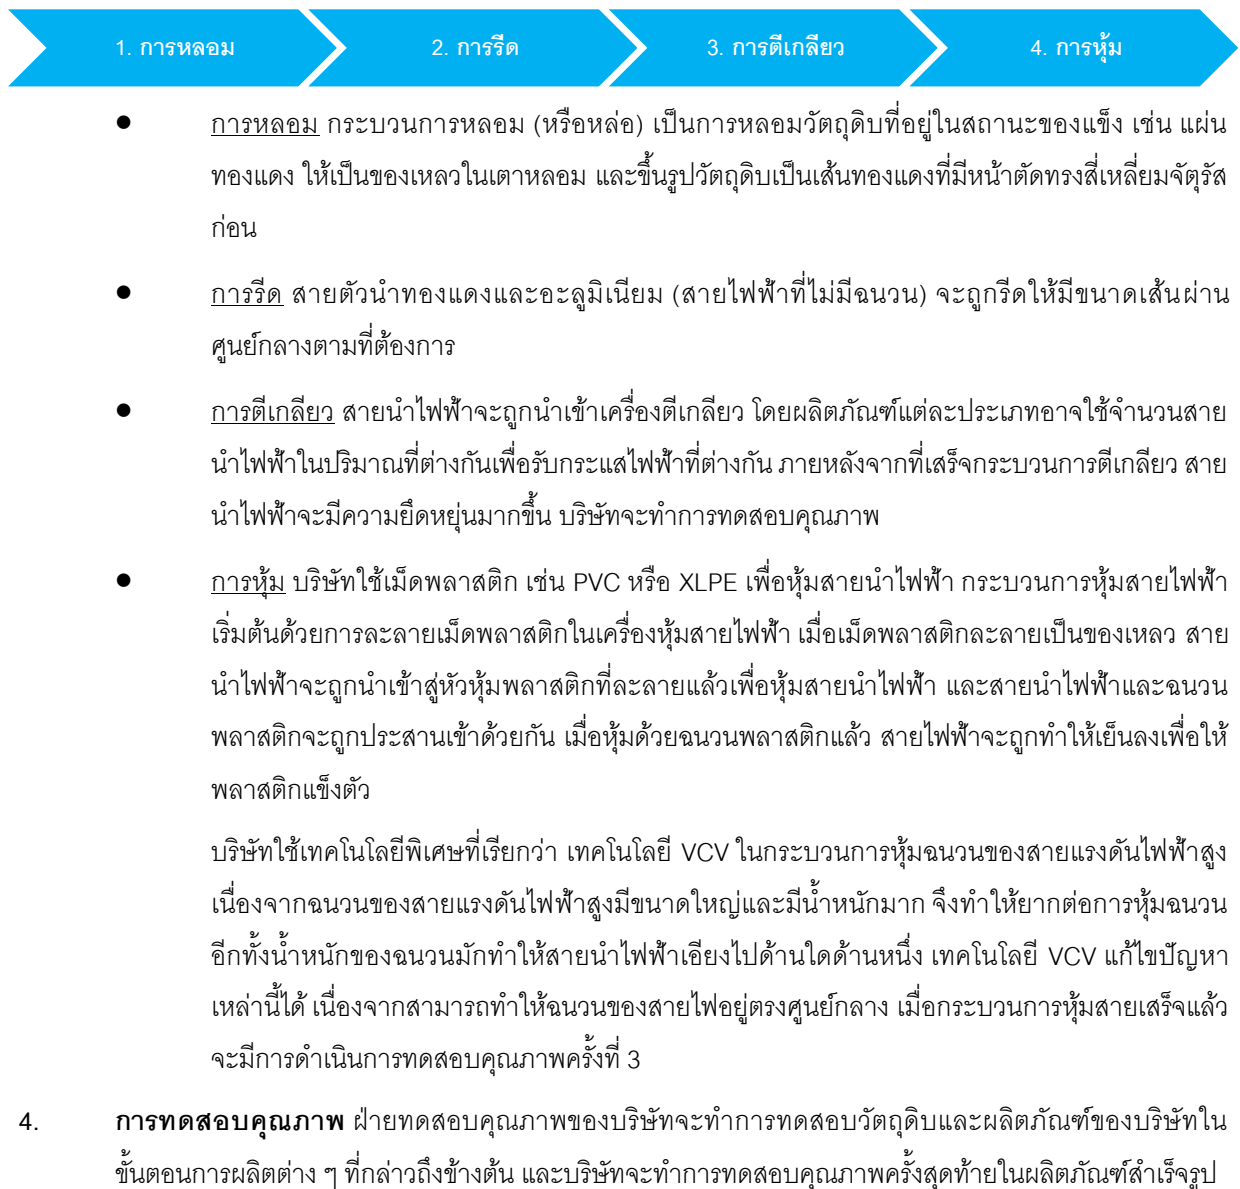 1. การหลอม 2. การรีด 3. การตีเกลียว 4. การหุ้ม
● การหลอม กระบวนการหลอม (หรือหล่อ) เป็นการหลอมวัตถุดิบที่อยู่ในสถานะของแข็ง เช่น แผ่น
ทองแดง ให้เป็นของเหลวในเตาหลอม และขึ้นรูปวัตถุดิบเป็นเส้นทองแดงที่มีหน้าตัดทรงสี่เหลี่ยมจัตุรัส
ก่อน
● การรีด สายตัวนำทองแดงและอะลูมิเนียม (สายไฟฟ้าที่ไม่มีฉนวน) จะถูกรีดให้มีขนาดเส้นผ่าน
ศูนย์กลางตามที่ต้องการ
● การตีเกลียว สายนำไฟฟ้าจะถูกนำเข้าเครื่องตีเกลียว โดยผลิตภัณฑ์แต่ละประเภทอาจใช้จำนวนสาย
นำไฟฟ้าในปริมาณที่ต่างกันเพื่อรับกระแสไฟฟ้าที่ต่างกัน ภายหลังจากที่เสร็จกระบวนการตีเกลียว สาย
นำไฟฟ้าจะมีความยืดหยุ่นมากขึ้น บริษัทจะทำการทดสอบคุณภาพ
● การหุ้ม บริษัทใช้เม็ดพลาสติก เช่น PVC หรือ XLPE เพื่อหุ้มสายนำไฟฟ้า กระบวนการหุ้มสายไฟฟ้า
เริ่มต้นด้วยการละลายเม็ดพลาสติกในเครื่องหุ้มสายไฟฟ้า เมื่อเม็ดพลาสติกละลายเป็นของเหลว สาย
นำไฟฟ้าจะถูกนำเข้าสู่หัวหุ้มพลาสติกที่ละลายแล้วเพื่อหุ้มสายนำไฟฟ้า และสายนำไฟฟ้าและฉนวน
พลาสติกจะถูกประสานเข้าด้วยกัน เมื่อหุ้มด้วยฉนวนพลาสติกแล้ว สายไฟฟ้าจะถูกทำให้เย็นลงเพื่อให้
พลาสติกแข็งตัว
บริษัทใช้เทคโนโลยีพิเศษที่เรียกว่า เทคโนโลยี VCV ในกระบวนการหุ้มฉนวนของสายแรงดันไฟฟ้าสูง
เนื่องจากฉนวนของสายแรงดันไฟฟ้าสูงมีขนาดใหญ่และมีน้ำหนักมาก จึงทำให้ยากต่อการหุ้มฉนวน
อีกทั้งน้ำหนักของฉนวนมักทำให้สายนำไฟฟ้าเอียงไปด้านใดด้านหนึ่ง เทคโนโลยี VCV แก้ไขปัญหา
เหล่านี้ได้ เนื่องจากสามารถทำให้ฉนวนของสายไฟอยู่ตรงศูนย์กลาง เมื่อกระบวนการหุ้มสายเสร็จแล้ว
จะมีการดำเนินการทดสอบคุณภาพครั้งที่ 3
4. การทดสอบคุณภาพ ฝ่ายทดสอบคุณภาพของบริษัทจะทำการทดสอบวัตถุดิบและผลิตภัณฑ์ของบริษัทใน
ขั้นตอนการผลิตต่าง ๆ ที่กล่าวถึงข้างต้น และบริษัทจะทำการทดสอบคุณภาพครั้งสุดท้ายในผลิตภัณฑ์สำเร็จรูป